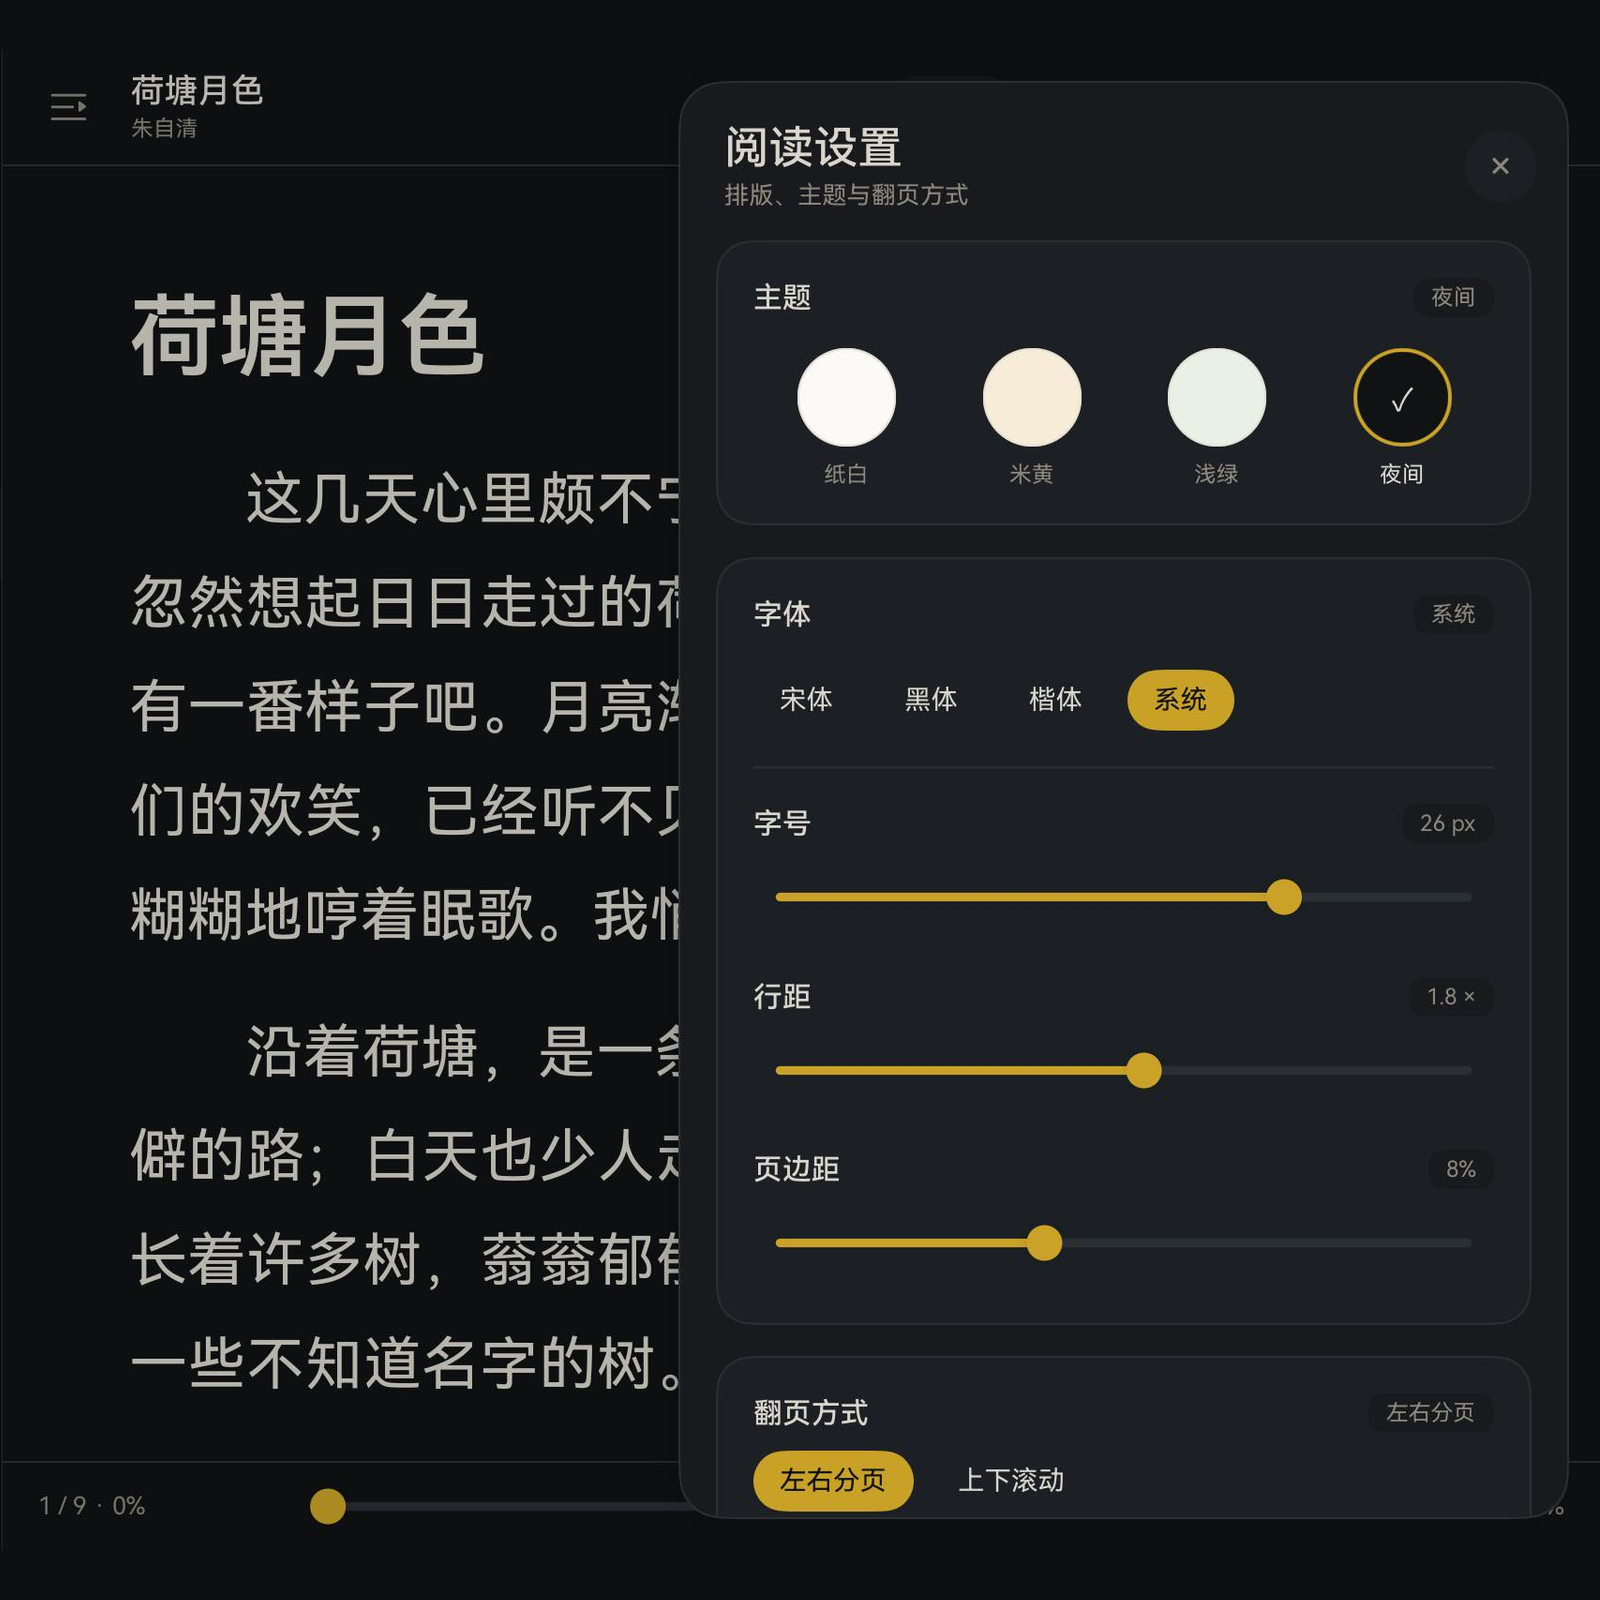 荷塘月色
朱自清
荷塘月色
这几天心里颇不
忽然想起日日走过的
有一番样子吧。月亮
们的欢笑，已经听不
糊糊地哼着眠歌。我
沿着荷塘，是一
僻的路；白天也少人
长着许多树，蓊蓊郁
一些不知道名字的树。
1 / 9 · 0%
阅读设置
排版、主题与翻页方式
×
主题
夜间
纸白 米黄 浅绿 夜间
字体
系统
宋体 黑体 楷体 系统
字号
26 px
行距
1.8 ×
页边距
8%
翻页方式
左右分页
左右分页 上下滚动
%